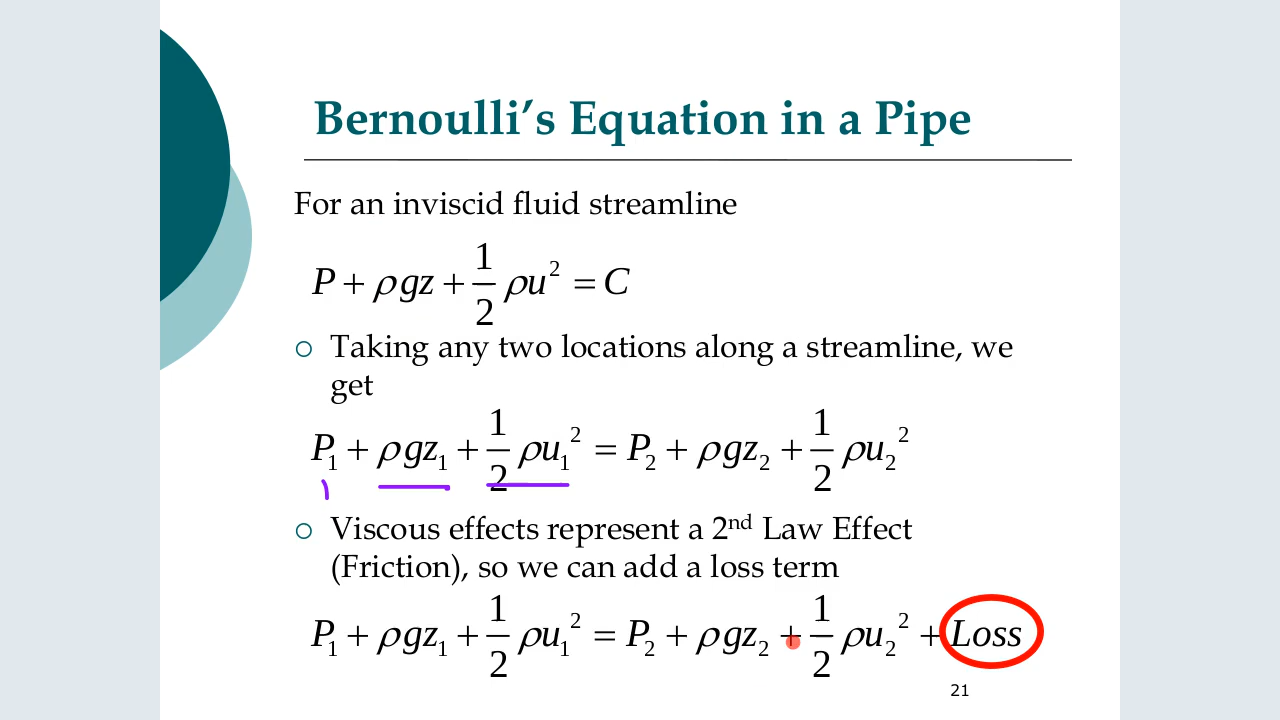 Bernoulli's Equation in a Pipe
For an inviscid fluid streamline
P + ρgz + 1/2 ρu² = C
Taking any two locations along a streamline, we
get
P₁ + ρgz₁ + 1/2 ρu₁² = P₂ + ρgz₂ + 1/2 ρu₂²
Viscous effects represent a 2nd Law Effect
(Friction), so we can add a loss term
P₁ + ρgz₁ + 1/2 ρu₁² = P₂ + ρgz₂ + 1/2 ρu₂² + Loss
21